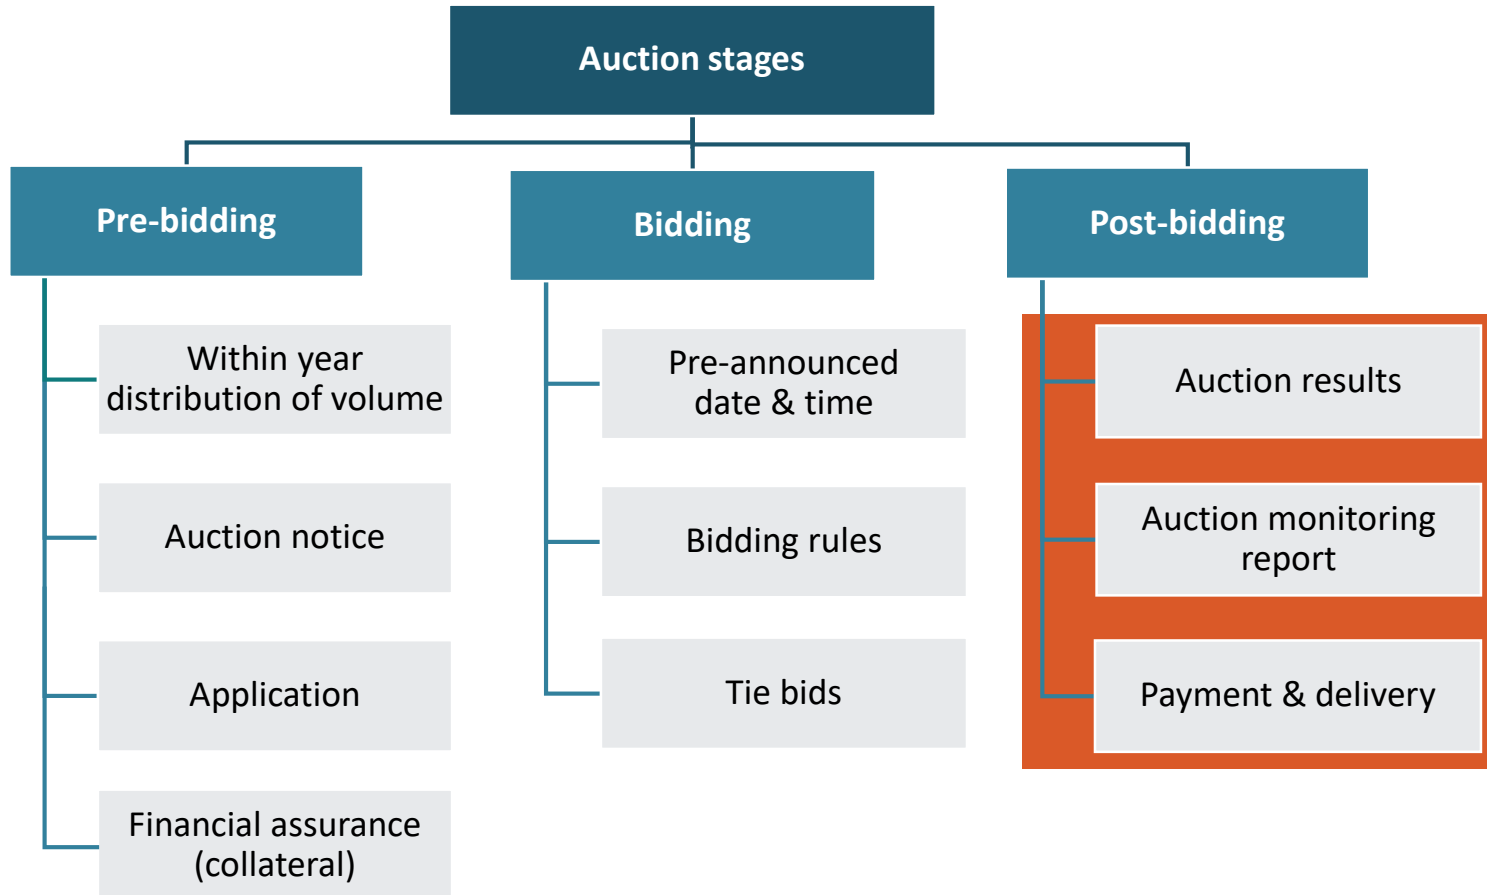 Auction stages
Pre-bidding
Within year
distribution of volume
Auction notice
Application
Financial assurance
(collateral)
Bidding
Pre-announced
date & time
Bidding rules
Tie bids
Post-bidding
Auction results
Auction monitoring
report
Payment & delivery